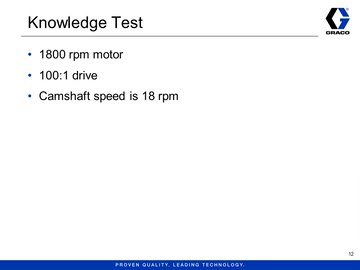 Knowledge Test
GRACO
• 1800 rpm motor
• 100:1 drive
• Camshaft speed is 18 rpm
12
PROVEN QUALITY. LEADING TECHNOLOGY.